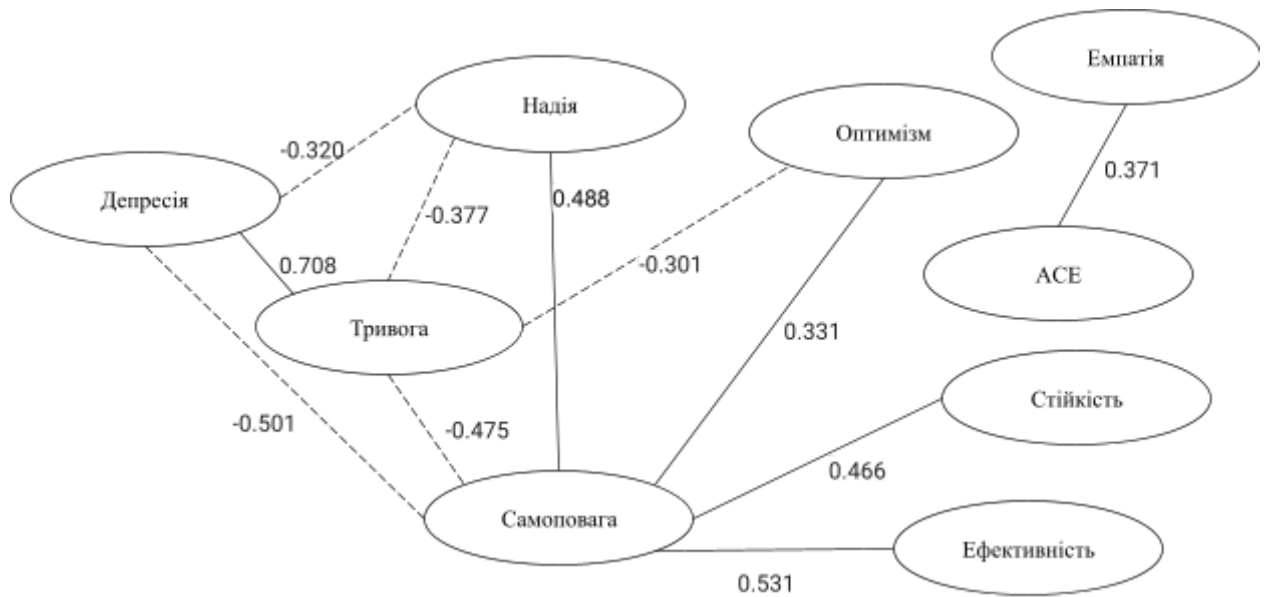 Емпатія
Надія
Оптимізм
-0.320
0.371
Депресія
0.488
-0.377
0.708
-0.301
АСЕ
Тривога
0.331
Стійкість
-0.501
-0.475
0.466
Самоповага
Ефективність
0.531